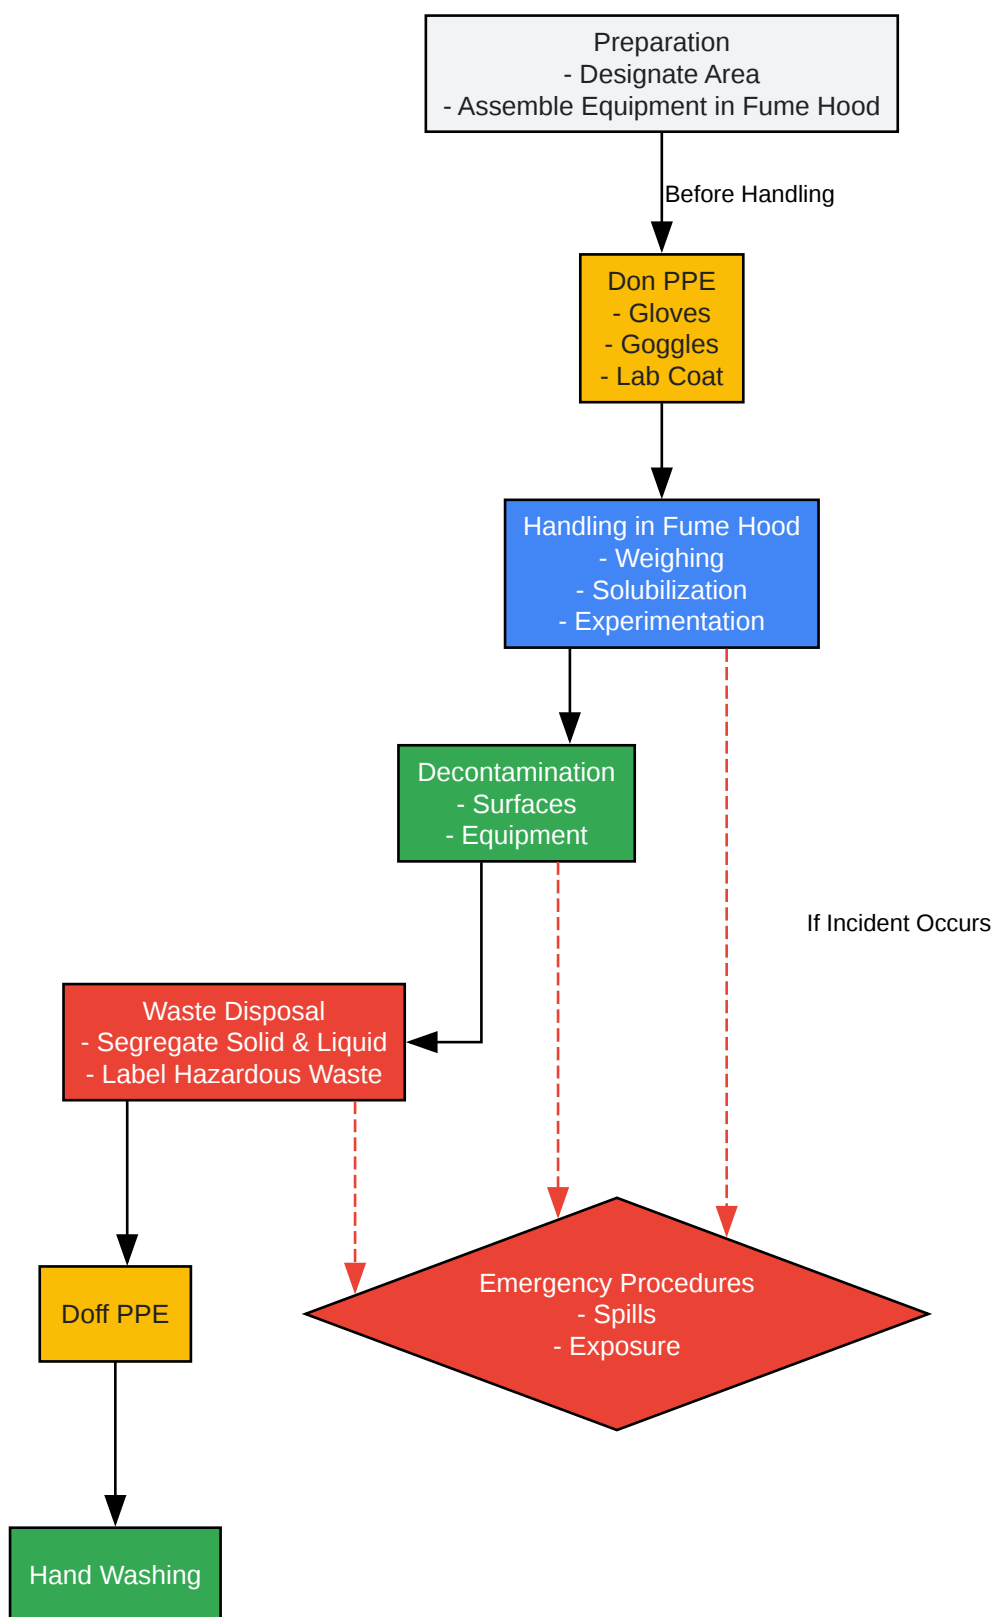 Preparation
- Designate Area
- Assemble Equipment in Fume Hood
Before Handling
Don PPE
- Gloves
- Goggles
- Lab Coat
Handling in Fume Hood
- Weighing
- Solubilization
- Experimentation
Decontamination
- Surfaces
- Equipment
If Incident Occurs
Waste Disposal
- Segregate Solid & Liquid
- Label Hazardous Waste
Emergency Procedures
- Spills
- Exposure
Doff PPE
Hand Washing